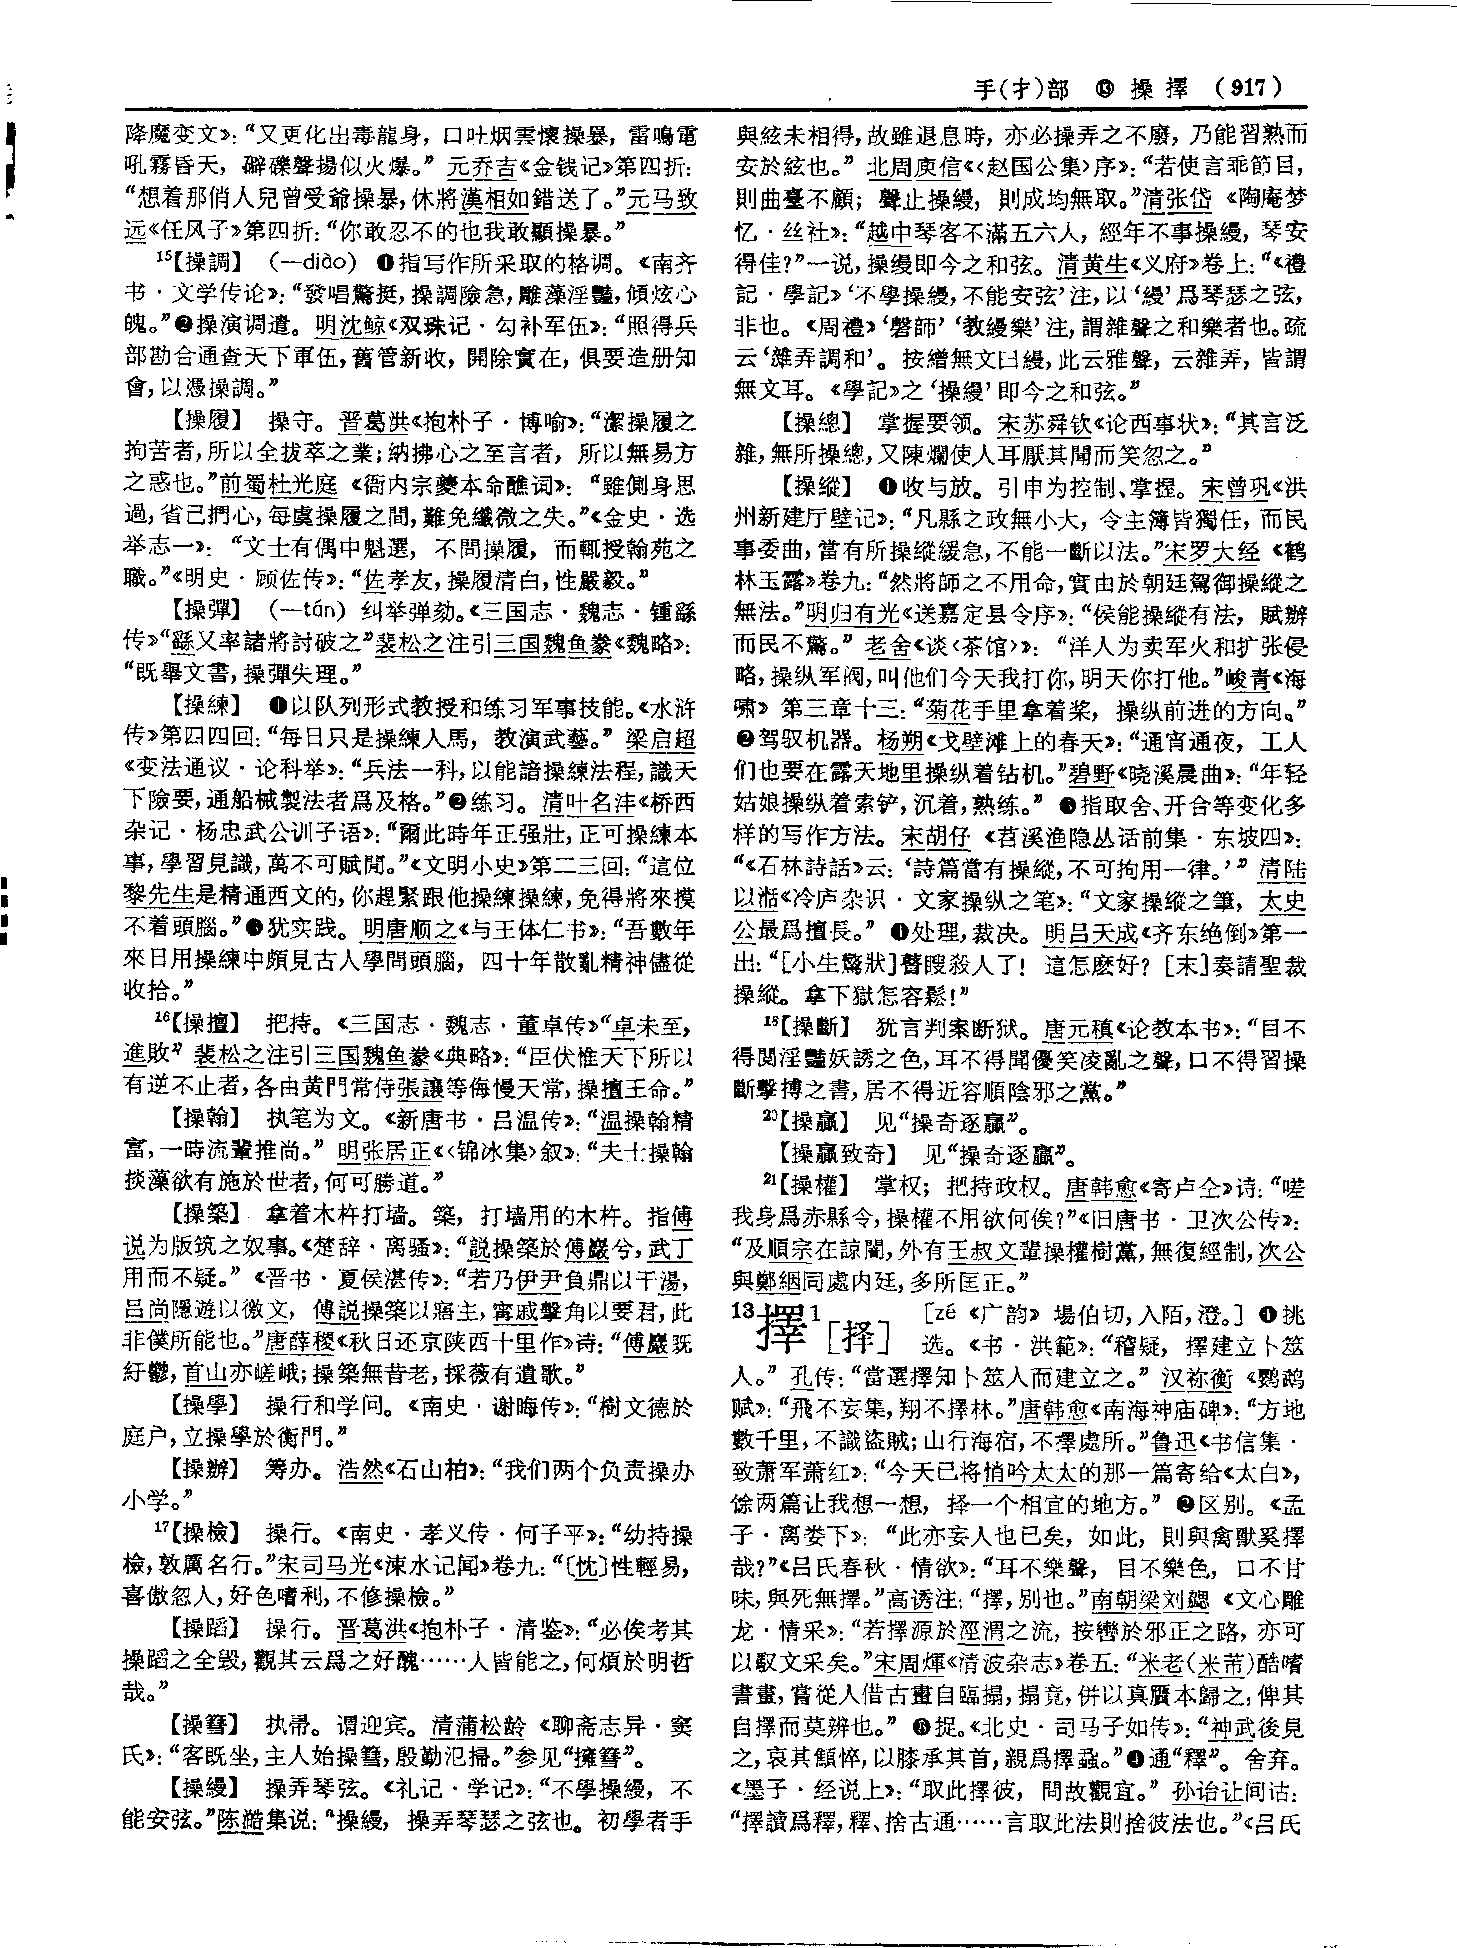 手(扌)部 ⓭ 操 擇 （917）
降魔变文》：“又更化出毒龍身，口吐烟雲懷操暴，雷鳴電
吼霧昏天，礔礫聲揚似火爆。”元乔吉《金钱记》第四折：
“想着那俏人兒曾受爺操暴，休將漢相如錯送了。”元马致
远《任风子》第四折：“你敢忍不的也我敢顯操暴。”
15【操調】（—diào）❶指写作所采取的格调。《南齐
书·文学传论》：“發唱驚挺，操調險急，雕藻淫豔，傾炫心
魄。”❷操演调遣。明沈鲸《双珠记·勾补军伍》：“照得兵
部勘合通查天下軍伍，舊管新收，開除實在，俱要造册知
會，以憑操調。”
【操履】 操守。晋葛洪《抱朴子·博喻》：“潔操履之
拘苦者，所以全拔萃之業；納拂心之至言者，所以無易方
之惑也。”前蜀杜光庭《衙内宗夔本命醮词》：“雖側身思
過，省己捫心，每虞操履之間，難免纖微之失。”《金史·选
举志一》：“文士有偶中魁選，不問操履，而輒授翰苑之
職。”《明史·顾佐传》：“佐孝友，操履清白，性嚴毅。”
【操彈】（—tán）纠举弹劾。《三国志·魏志·锺繇
传》“繇又率諸將討破之”裴松之注引三国魏鱼豢《魏略》：
“既舉文書，操彈失理。”
【操練】 ❶以队列形式教授和练习军事技能。《水浒
传》第四四回：“每日只是操練人馬，教演武藝。”梁启超
《变法通议·论科举》：“兵法一科，以能諳操練法程，識天
下險要，通船械製法者爲及格。”❷练习。清叶名沣《桥西
杂记·杨忠武公训子语》：“爾此時年正强壯，正可操練本
事，學習見識，萬不可賦閒。”《文明小史》第二三回：“這位
黎先生是精通西文的，你趕緊跟他操練操練，免得將來摸
不着頭腦。”❸犹实践。明唐顺之《与王体仁书》：“吾數年
來日用操練中頗見古人學問頭腦，四十年散亂精神儘從
收拾。”
16【操擅】 把持。《三国志·魏志·董卓传》“卓未至，
進敗”裴松之注引三国魏鱼豢《典略》：“臣伏惟天下所以
有逆不止者，各由黄門常侍張讓等侮慢天常，操擅王命。”
【操翰】 执笔为文。《新唐书·吕温传》：“温操翰精
富，一時流輩推尚。”明张居正《〈锦冰集〉叙》：“夫士操翰
掞藻欲有施於世者，何可勝道。”
【操築】 拿着木杵打墙。築，打墙用的木杵。指傅
说为版筑之奴事。《楚辞·离骚》：“説操築於傅巖兮，武丁
用而不疑。”《晋书·夏侯湛传》：“若乃伊尹負鼎以干湯，
吕尚隱遊以徼文，傅説操築以寤主，甯戚擊角以要君，此
非僕所能也。”唐薛稷《秋日还京陕西十里作》诗：“傅巖既
紆鬱，首山亦嵯峨；操築無昔老，採薇有遺歌。”
【操學】 操行和学问。《南史·谢晦传》：“樹文德於
庭户，立操學於衡門。”
【操辦】 筹办。浩然《石山柏》：“我们两个负责操办
小学。”
17【操檢】 操行。《南史·孝义传·何子平》：“幼持操
檢，敦厲名行。”宋司马光《涑水记闻》卷九：“〔忱〕性輕易，
喜傲忽人，好色嗜利，不修操檢。”
【操蹈】 操行。晋葛洪《抱朴子·清鉴》：“必俟考其
操蹈之全毁，觀其云爲之好醜……人皆能之，何煩於明哲
哉。”
【操篲】 执帚。谓迎宾。清蒲松龄《聊斋志异·窦
氏》：“客既坐，主人始操篲，殷勤氾掃。”参见“擁篲”。
【操縵】 操弄琴弦。《礼记·学记》：“不學操縵，不
能安弦。”陈澔集说：“操縵，操弄琴瑟之弦也。初學者手
與絃未相得，故雖退息時，亦必操弄之不廢，乃能習熟而
安於絃也。”北周庾信《〈赵国公集〉序》：“若使言乖節目，
則曲臺不顧；聲止操縵，則成均無取。”清张岱《陶庵梦
忆·丝社》：“越中琴客不滿五六人，經年不事操縵，琴安
得佳？”一说，操缦即今之和弦。清黄生《义府》卷上：“《禮
記·學記》‘不學操縵，不能安弦’注，以‘縵’爲琴瑟之弦，
非也。《周禮》‘磬師’‘教縵樂’注，謂雜聲之和樂者也。疏
云‘雜弄調和’。按繒無文曰縵，此云雅聲，云雜弄，皆謂
無文耳。《學記》之‘操縵’即今之和弦。”
【操總】 掌握要领。宋苏舜钦《论西事状》：“其言泛
雜，無所操總，又陳爛使人耳厭其聞而笑忽之。”
【操縱】 ❶收与放。引申为控制、掌握。宋曾巩《洪
州新建厅壁记》：“凡縣之政無小大，令主簿皆獨任，而民
事委曲，當有所操縱緩急，不能一斷以法。”宋罗大经《鹤
林玉露》卷九：“然將師之不用命，實由於朝廷駕御操縱之
無法。”明归有光《送嘉定县令序》：“侯能操縱有法，賦辦
而民不驚。”老舍《谈〈茶馆〉》：“洋人为卖军火和扩张侵
略，操纵军阀，叫他们今天我打你，明天你打他。”峻青《海
啸》第三章十三：“菊花手里拿着桨，操纵前进的方向。”
❷驾驭机器。杨朔《戈壁滩上的春天》：“通宵通夜，工人
们也要在露天地里操纵着钻机。”碧野《晓溪晨曲》：“年轻
姑娘操纵着索铲，沉着，熟练。”❸指取舍、开合等变化多
样的写作方法。宋胡仔《苕溪渔隐丛话前集·东坡四》：
“《石林詩話》云：‘詩篇當有操縱，不可拘用一律。’”清陆
以湉《冷庐杂识·文家操纵之笔》：“文家操縱之筆，太史
公最爲擅長。”❹处理，裁决。明吕天成《齐东绝倒》第一
出：“［小生驚狀］瞽瞍殺人了！這怎麽好？［末］奏請聖裁
操縱。拿下獄怎容鬆！”
18【操斷】 犹言判案断狱。唐元稹《论教本书》：“目不
得閲淫豔妖誘之色，耳不得聞優笑凌亂之聲，口不得習操
斷擊搏之書，居不得近容順陰邪之黨。”
20【操贏】 见“操奇逐贏”。
【操贏致奇】 见“操奇逐贏”。
21【操權】 掌权；把持政权。唐韩愈《寄卢仝》诗：“嗟
我身爲赤縣令，操權不用欲何俟？”《旧唐书·卫次公传》：
“及順宗在諒闇，外有王叔文輩操權樹黨，無復經制，次公
與鄭絪同處内廷，多所匡正。”
13擇1［择］ ［zé《广韵》場伯切，入陌，澄。］❶挑
选。《书·洪範》：“稽疑，擇建立卜筮
人。”孔传：“當選擇知卜筮人而建立之。”汉祢衡《鹦鹉
赋》：“飛不妄集，翔不擇林。”唐韩愈《南海神庙碑》：“方地
數千里，不識盜賊；山行海宿，不擇處所。”鲁迅《书信集·
致萧军萧红》：“今天已将悄吟太太的那一篇寄给《太白》，
馀两篇让我想一想，择一个相宜的地方。”❷区别。《孟
子·离娄下》：“此亦妄人也已矣，如此，則與禽獸奚擇
哉？”《吕氏春秋·情欲》：“耳不樂聲，目不樂色，口不甘
味，與死無擇。”高诱注：“擇，别也。”南朝梁刘勰《文心雕
龙·情采》：“若擇源於涇渭之流，按轡於邪正之路，亦可
以馭文采矣。”宋周煇《清波杂志》卷五：“米老（米芾）酷嗜
書畫，嘗從人借古畫自臨搨，搨竟，併以真贋本歸之，俾其
自擇而莫辨也。”❸捉。《北史·司马子如传》：“神武後見
之，哀其顦悴，以膝承其首，親爲擇蝨。”❹通“釋”。舍弃。
《墨子·经说上》：“取此擇彼，問故觀宜。”孙诒让间诂：
“擇讀爲釋，釋、捨古通……言取此法則捨彼法也。”《吕氏